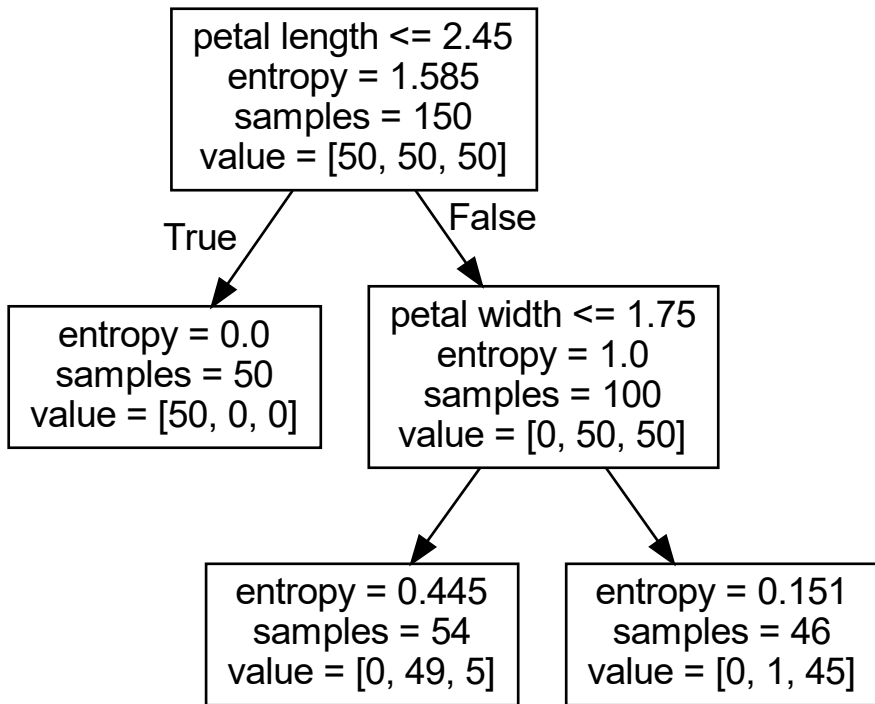 petal length <= 2.45
entropy = 1.585
samples = 150
value = [50, 50, 50]
True
False
entropy = 0.0
samples = 50
value = [50, 0, 0]
petal width <= 1.75
entropy = 1.0
samples = 100
value = [0, 50, 50]
entropy = 0.445
samples = 54
value = [0, 49, 5]
entropy = 0.151
samples = 46
value = [0, 1, 45]